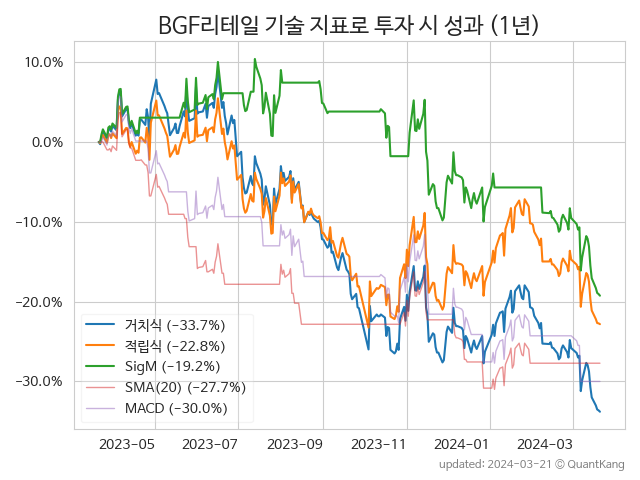 BGF리테일 기술 지표로 투자 시 성과 (1년)
10.0%
0.0%
−10.0%
−20.0%
−30.0%
거치식 (−33.7%)
적립식 (−22.8%)
SigM (−19.2%)
SMA(20) (−27.7%)
MACD (−30.0%)
2023−05 2023−07 2023−09 2023−11 2024−01 2024−03
updated: 2024−03−21 © QuantKang